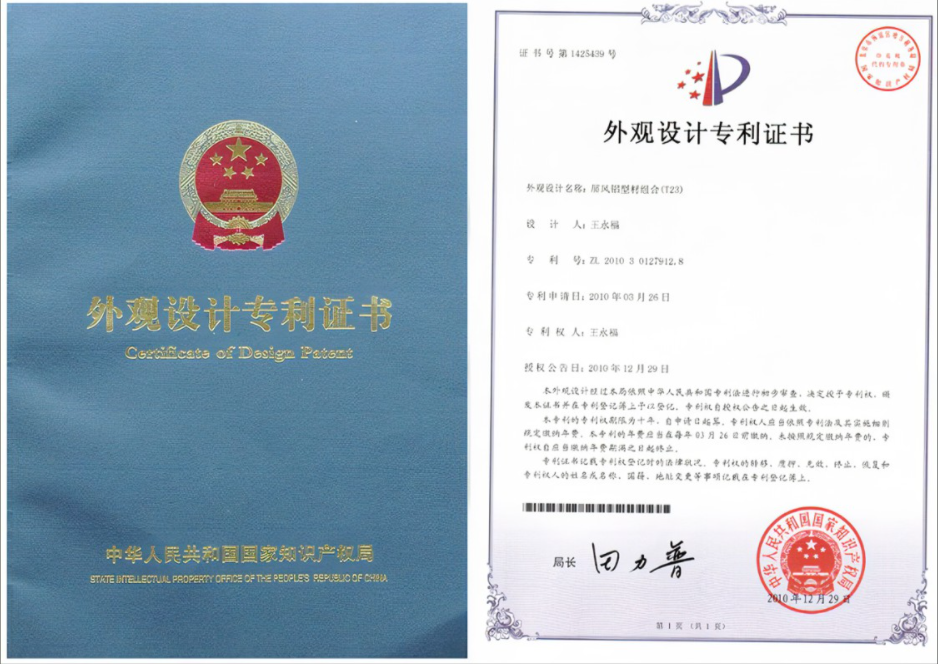 外观设计专利证书
Certificate of Design Patent
中华人民共和国国家知识产权局
STATE INTELLECTUAL PROPERTY OFFICE OF THE PEOPLE'S REPUBLIC OF CHINA
证书号第1425439号
外观设计专利证书
外观设计名称：屏风铝型材组合(T23)
设 计 人：王永福
专 利 号：ZL 2010 3 0127912.8
专利申请日：2010年03月26日
专 利 权 人：王永福
授权公告日：2010年12月29日
本外观设计经过本局依照中华人民共和国专利法进行初步审查，决定授予专利权，颁
发本证书并在专利登记簿上予以登记。专利权自授权公告之日起生效。
本专利的专利权期限为十年，自申请日起算。专利权人应当依照专利法及其实施细则
规定缴纳年费。本专利的年费应当在每年03月26日前缴纳。未按照规定缴纳年费的，专
利权自应当缴纳年费期满之日起终止。
专利证书记载专利权登记时的法律状况。专利权的转移、质押、无效、终止、恢复和
专利权人的姓名或名称、国籍、地址变更等事项记载在专利登记簿上。
局长 田力普
中华人民共和国国家知识产权局
2010年12月29日
第1页（共1页）